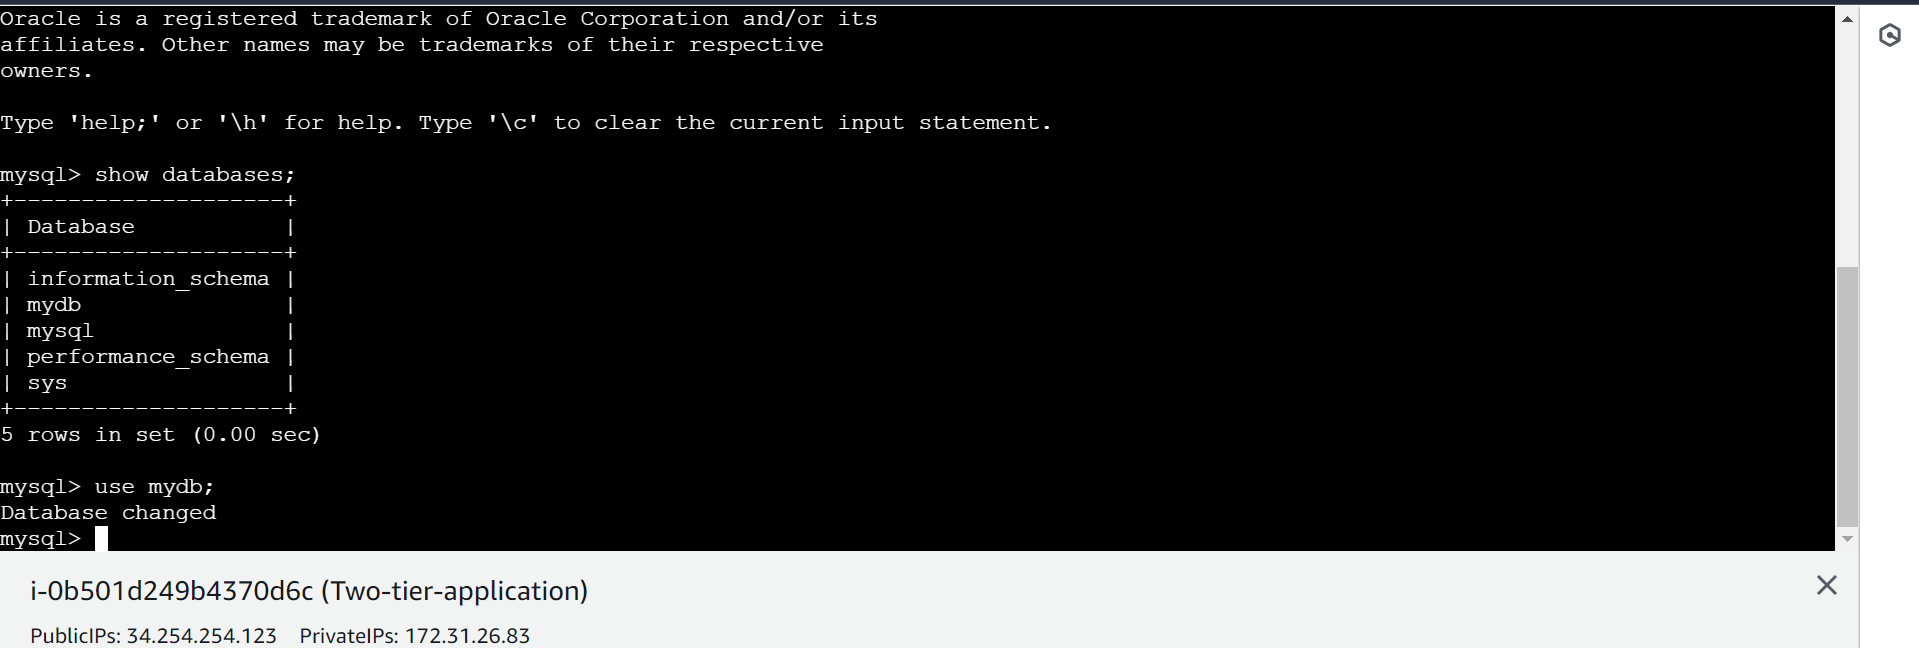 Oracle is a registered trademark of Oracle Corporation and/or its
affiliates. Other names may be trademarks of their respective
owners.
Type 'help;' or '\h' for help. Type '\c' to clear the current input statement.
mysql> show databases;
+--------------------+
| Database           |
+--------------------+
| information_schema |
| mydb               |
| mysql              |
| performance_schema |
| sys                |
+--------------------+
5 rows in set (0.00 sec)
mysql> use mydb;
Database changed
mysql>
i-0b501d249b4370d6c (Two-tier-application)
PublicIPs: 34.254.254.123    PrivateIPs: 172.31.26.83